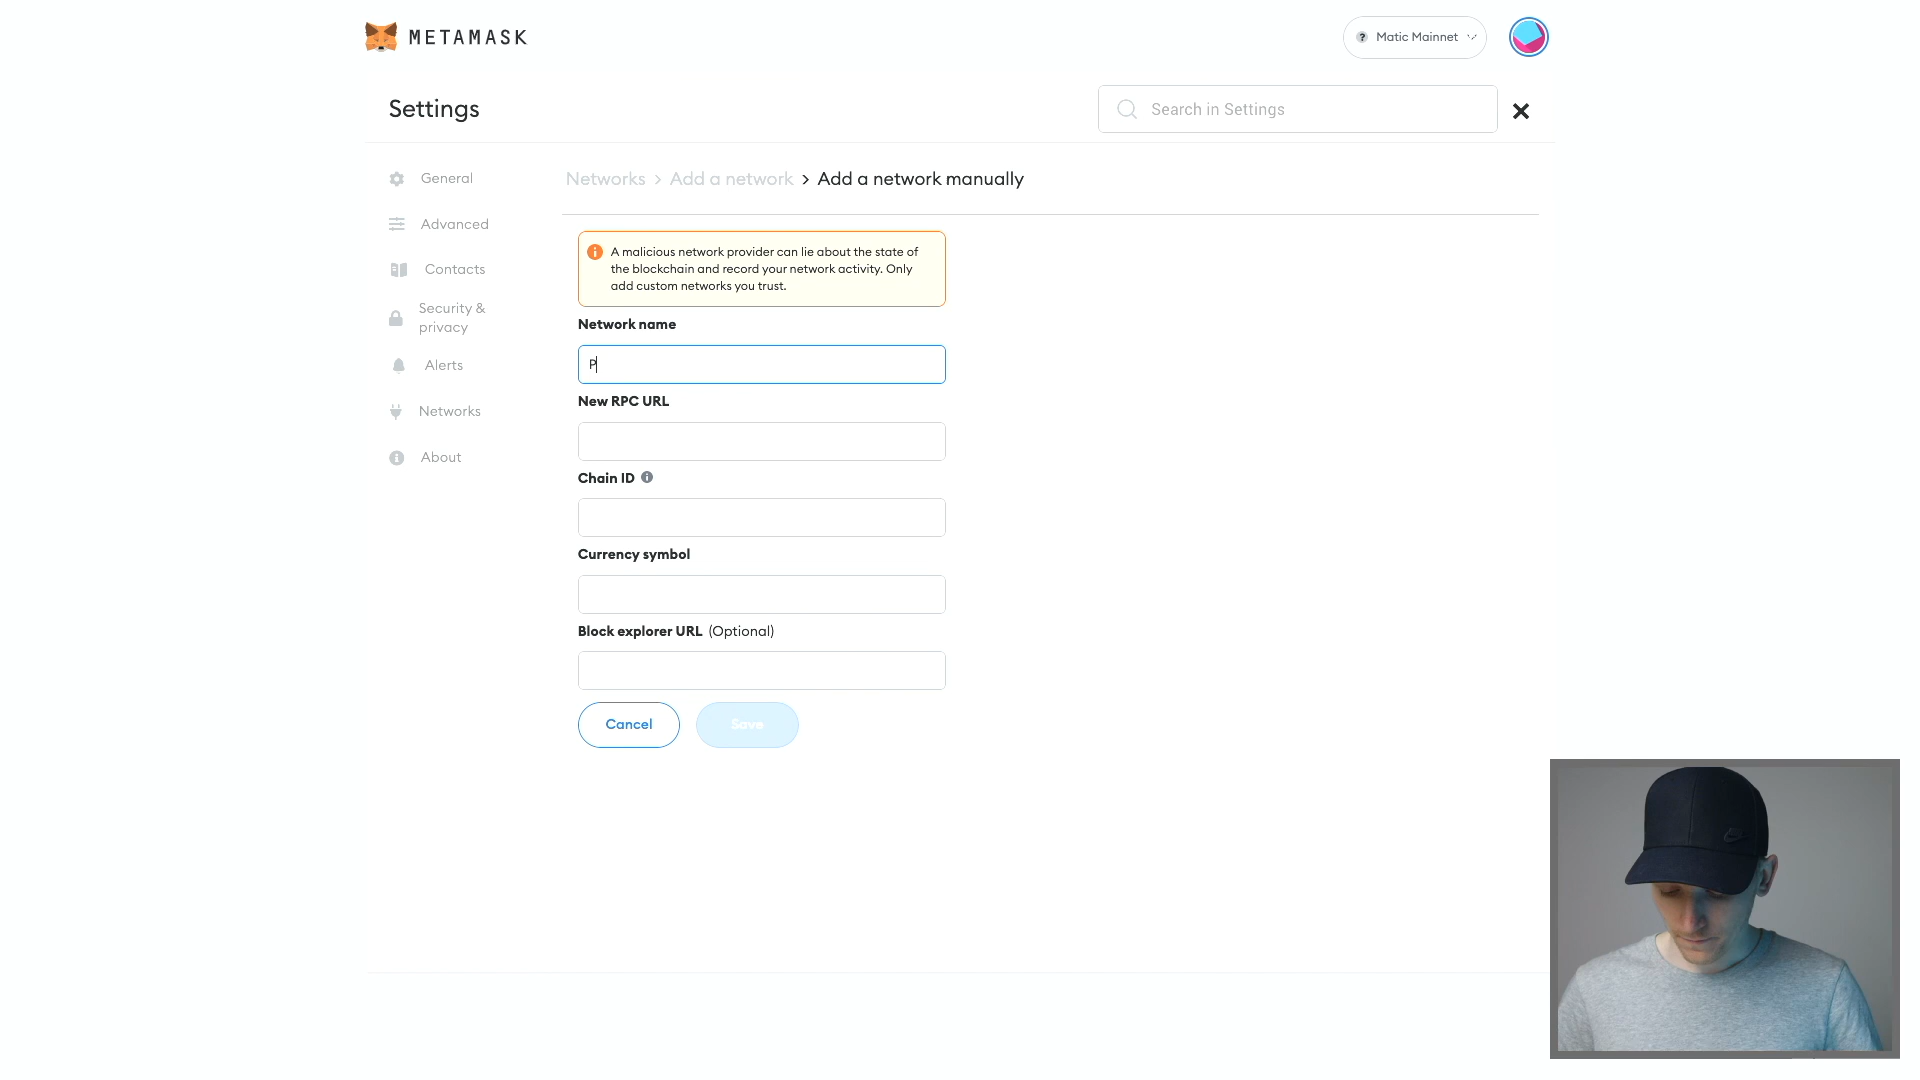 METAMASK
Matic Mainnet
Settings
Search in Settings
General
Advanced
Contacts
Security &
privacy
Alerts
Networks
About
Networks > Add a network > Add a network manually
A malicious network provider can lie about the state of
the blockchain and record your network activity. Only
add custom networks you trust.
Network name
P
New RPC URL
Chain ID
Currency symbol
Block explorer URL (Optional)
Cancel
Save